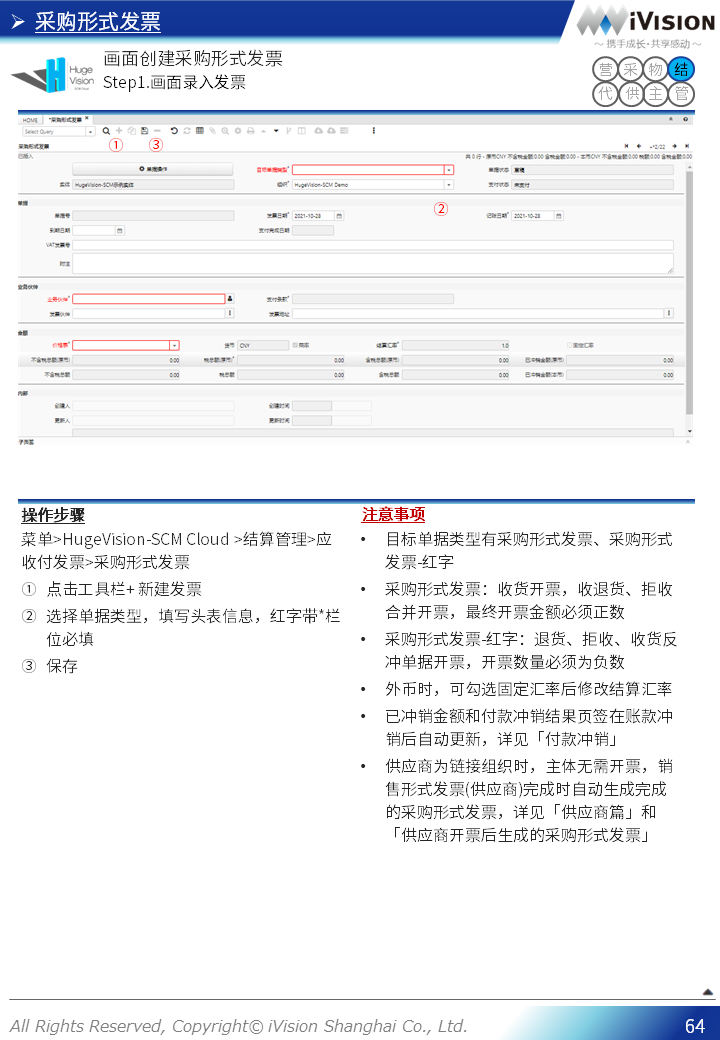 采购形式发票
iVision
～ 携手成长·共享感动 ～
Huge
Vision
画面创建采购形式发票
Step1.画面录入发票
营 采 物 结
代 供 主 管
HOME *采购形式发票
Select Query
① ③
采购形式发票 *12/22
已插入 共 0 行 - 原币CNY 不含税金额:0.00 含税金额:0.00 - 本币CNY 不含税金额:0.00 税额:0.00 含税金额:0.00
单据操作 目标单据类型* 单据状态 草稿
实体 HugeVision-SCM示例实体 组织* HugeVision-SCM Demo 支付状态 未支付
单据 ②
单据号 发票日期* 2021-10-28 记账日期* 2021-10-28
到期日期 支付完成日期
VAT发票号
附注
业务伙伴
业务伙伴* 支付条款*
发票伙伴 发票地址
金额
价格表* 货币 CNY 结算汇率* 1.0 固定汇率
不含税总额(原币) 0.00 税总额(原币)* 0.00 含税总额(原币) 0.00 已冲销金额(原币) 0.00
不含税总额 0.00 税总额 0.00 含税总额 0.00 已冲销金额(本币) 0.00
内部
创建人 创建时间
更新人 更新时间
子页签
操作步骤
菜单>HugeVision-SCM Cloud >结算管理>应
收付发票>采购形式发票
① 点击工具栏+ 新建发票
② 选择单据类型，填写头表信息，红字带*栏
位必填
③ 保存
注意事项
• 目标单据类型有采购形式发票、采购形式
发票-红字
• 采购形式发票：收货开票，收退货、拒收
合并开票，最终开票金额必须正数
• 采购形式发票-红字：退货、拒收、收货反
冲单据开票，开票数量必须为负数
• 外币时，可勾选固定汇率后修改结算汇率
• 已冲销金额和付款冲销结果页签在账款冲
销后自动更新，详见「付款冲销」
• 供应商为链接组织时，主体无需开票，销
售形式发票(供应商)完成时自动生成完成
的采购形式发票，详见「供应商篇」和
「供应商开票后生成的采购形式发票」
All Rights Reserved, Copyright© iVision Shanghai Co., Ltd.
64